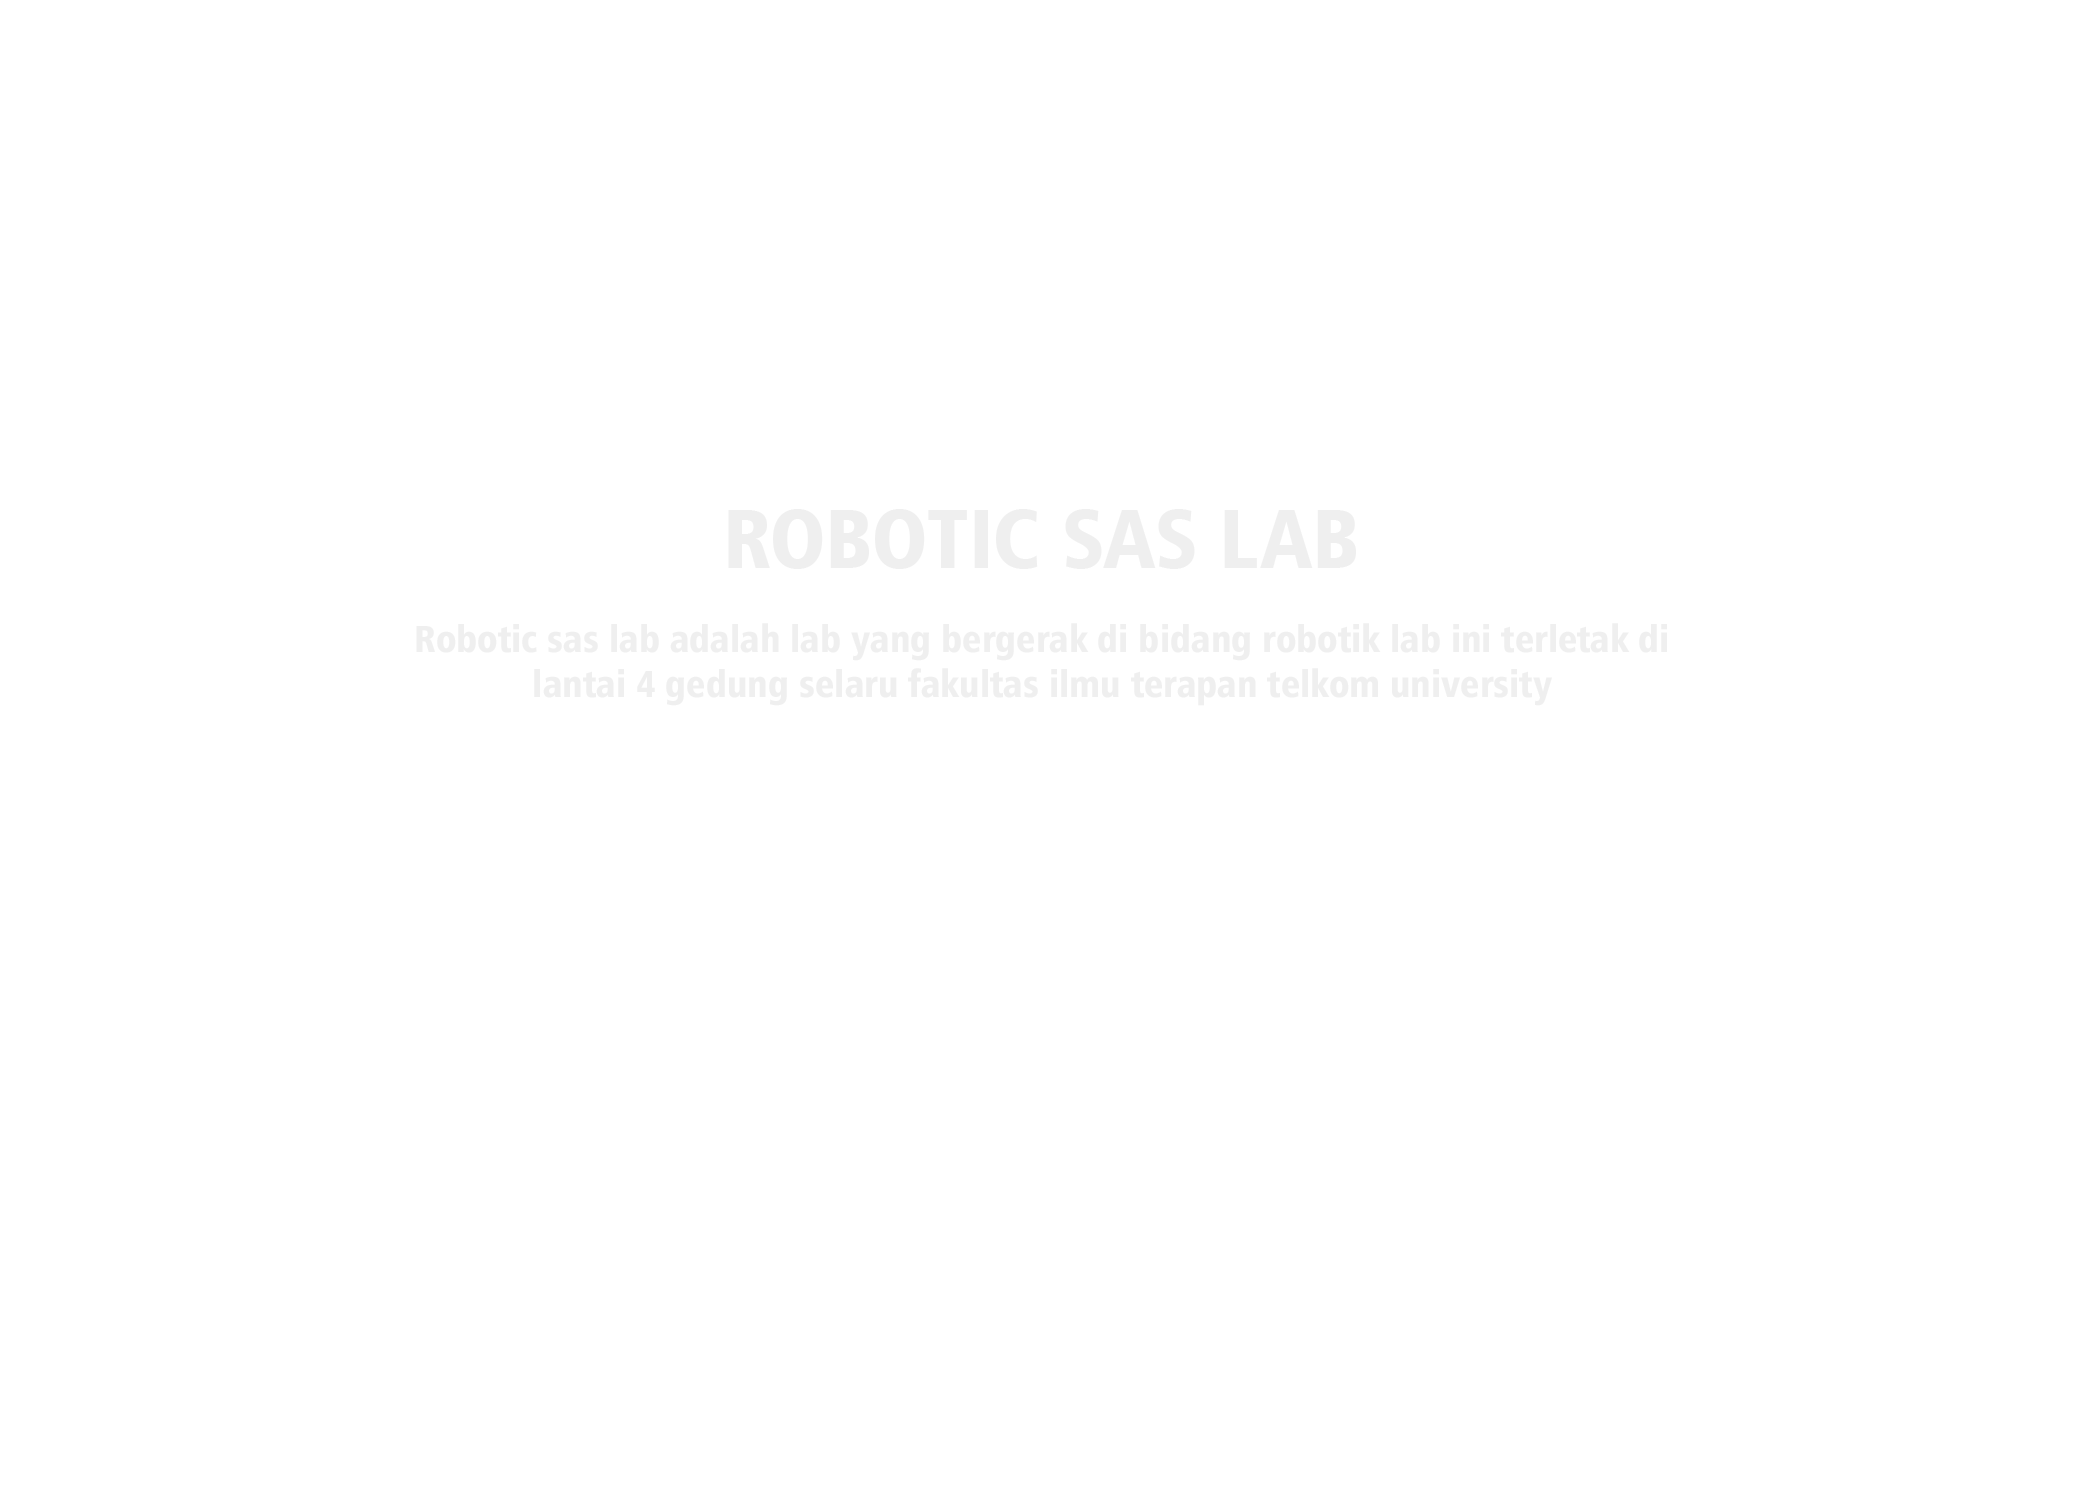 ROBOTIC SAS LAB
Robotic sas lab adalah lab yang bergerak di bidang robotik lab ini terletak di
lantai 4 gedung selaru fakultas ilmu terapan telkom university